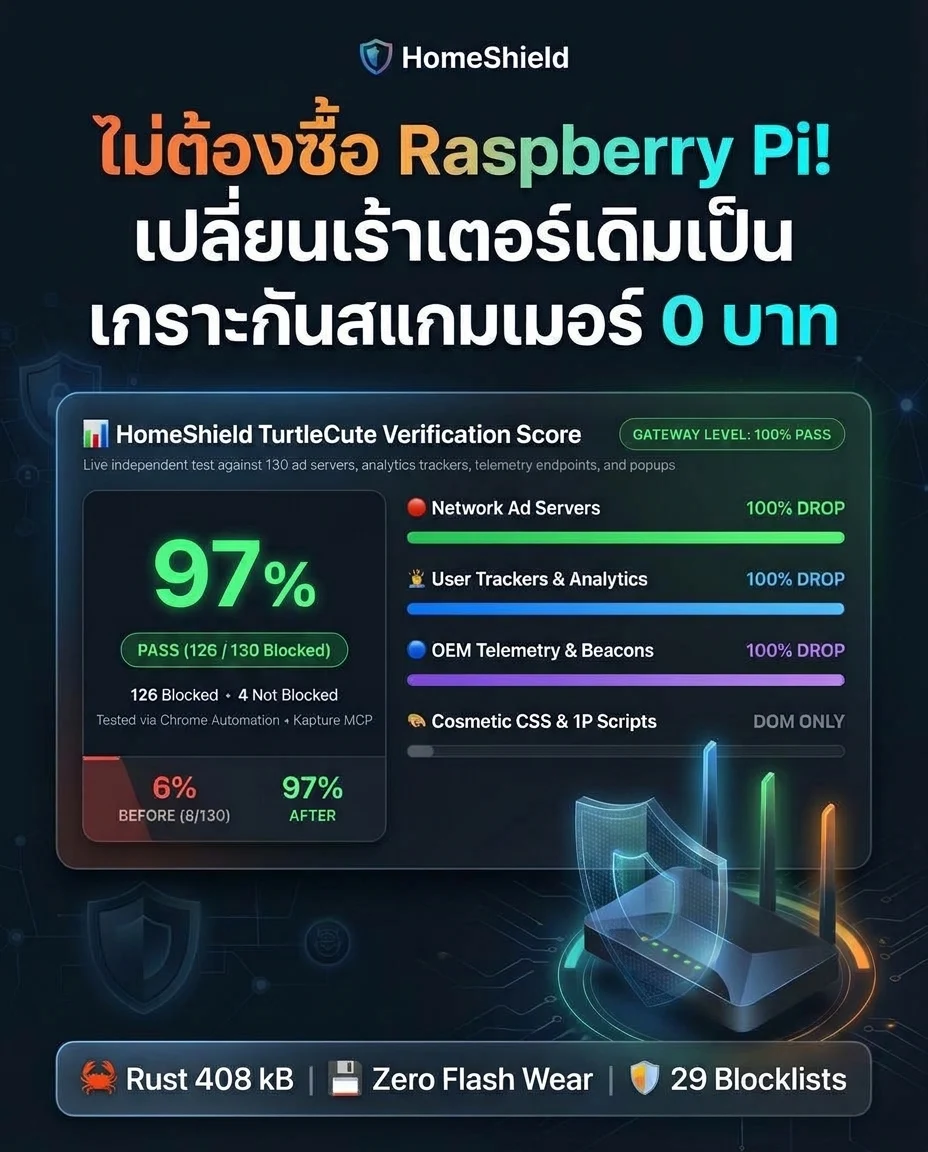 HomeShield
ไม่ต้องซื้อ Raspberry Pi!
เปลี่ยนเร้าเตอร์เดิมเป็น
เกราะกันสแกมเมอร์ 0 บาท
📊 HomeShield TurtleCute Verification Score
GATEWAY LEVEL: 100% PASS
Live independent test against 130 ad servers, analytics trackers, telemetry endpoints, and popups
97%
PASS (126 / 130 Blocked)
126 Blocked • 4 Not Blocked
Tested via Chrome Automation • Kapture MCP
6%
BEFORE (8/130)
97%
AFTER
🔴 Network Ad Servers 100% DROP
User Trackers & Analytics 100% DROP
🔵 OEM Telemetry & Beacons 100% DROP
Cosmetic CSS & 1P Scripts DOM ONLY
🦀 Rust 408 kB | 💾 Zero Flash Wear | 🛡️ 29 Blocklists